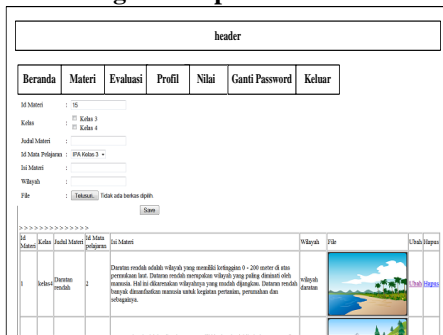 header
Beranda Materi Evaluasi Profil Nilai Ganti Password Keluar
Id Materi : 15
Kelas : Kelas 3
Kelas 4
Judul Materi :
Id Mata Pelajaran : IPA Kelas 3
Isi Materi :
Wilayah :
File : Telusuri... Tidak ada berkas dipilih
Save
>>>>>>>>>>>>>>
Id Materi Kelas Judul Materi Id Mata pelajaran Isi Materi Wilayah File Ubah Hapus
1 kelas4 Dataran rendah 2
Dataran rendah adalah wilayah yang memiliki ketinggian 0 - 200 meter di atas
permukaan laut. Dataran rendah merupakan wilayah yang paling diminati oleh
manusia. Hal ini dikarenakan wilayahnya yang mudah dijangkau. Dataran rendah
banyak dimanfaatkan manusia untuk kegiatan pertanian, perumahan dan
sebagainya.
wilayah daratan
Ubah Hapus